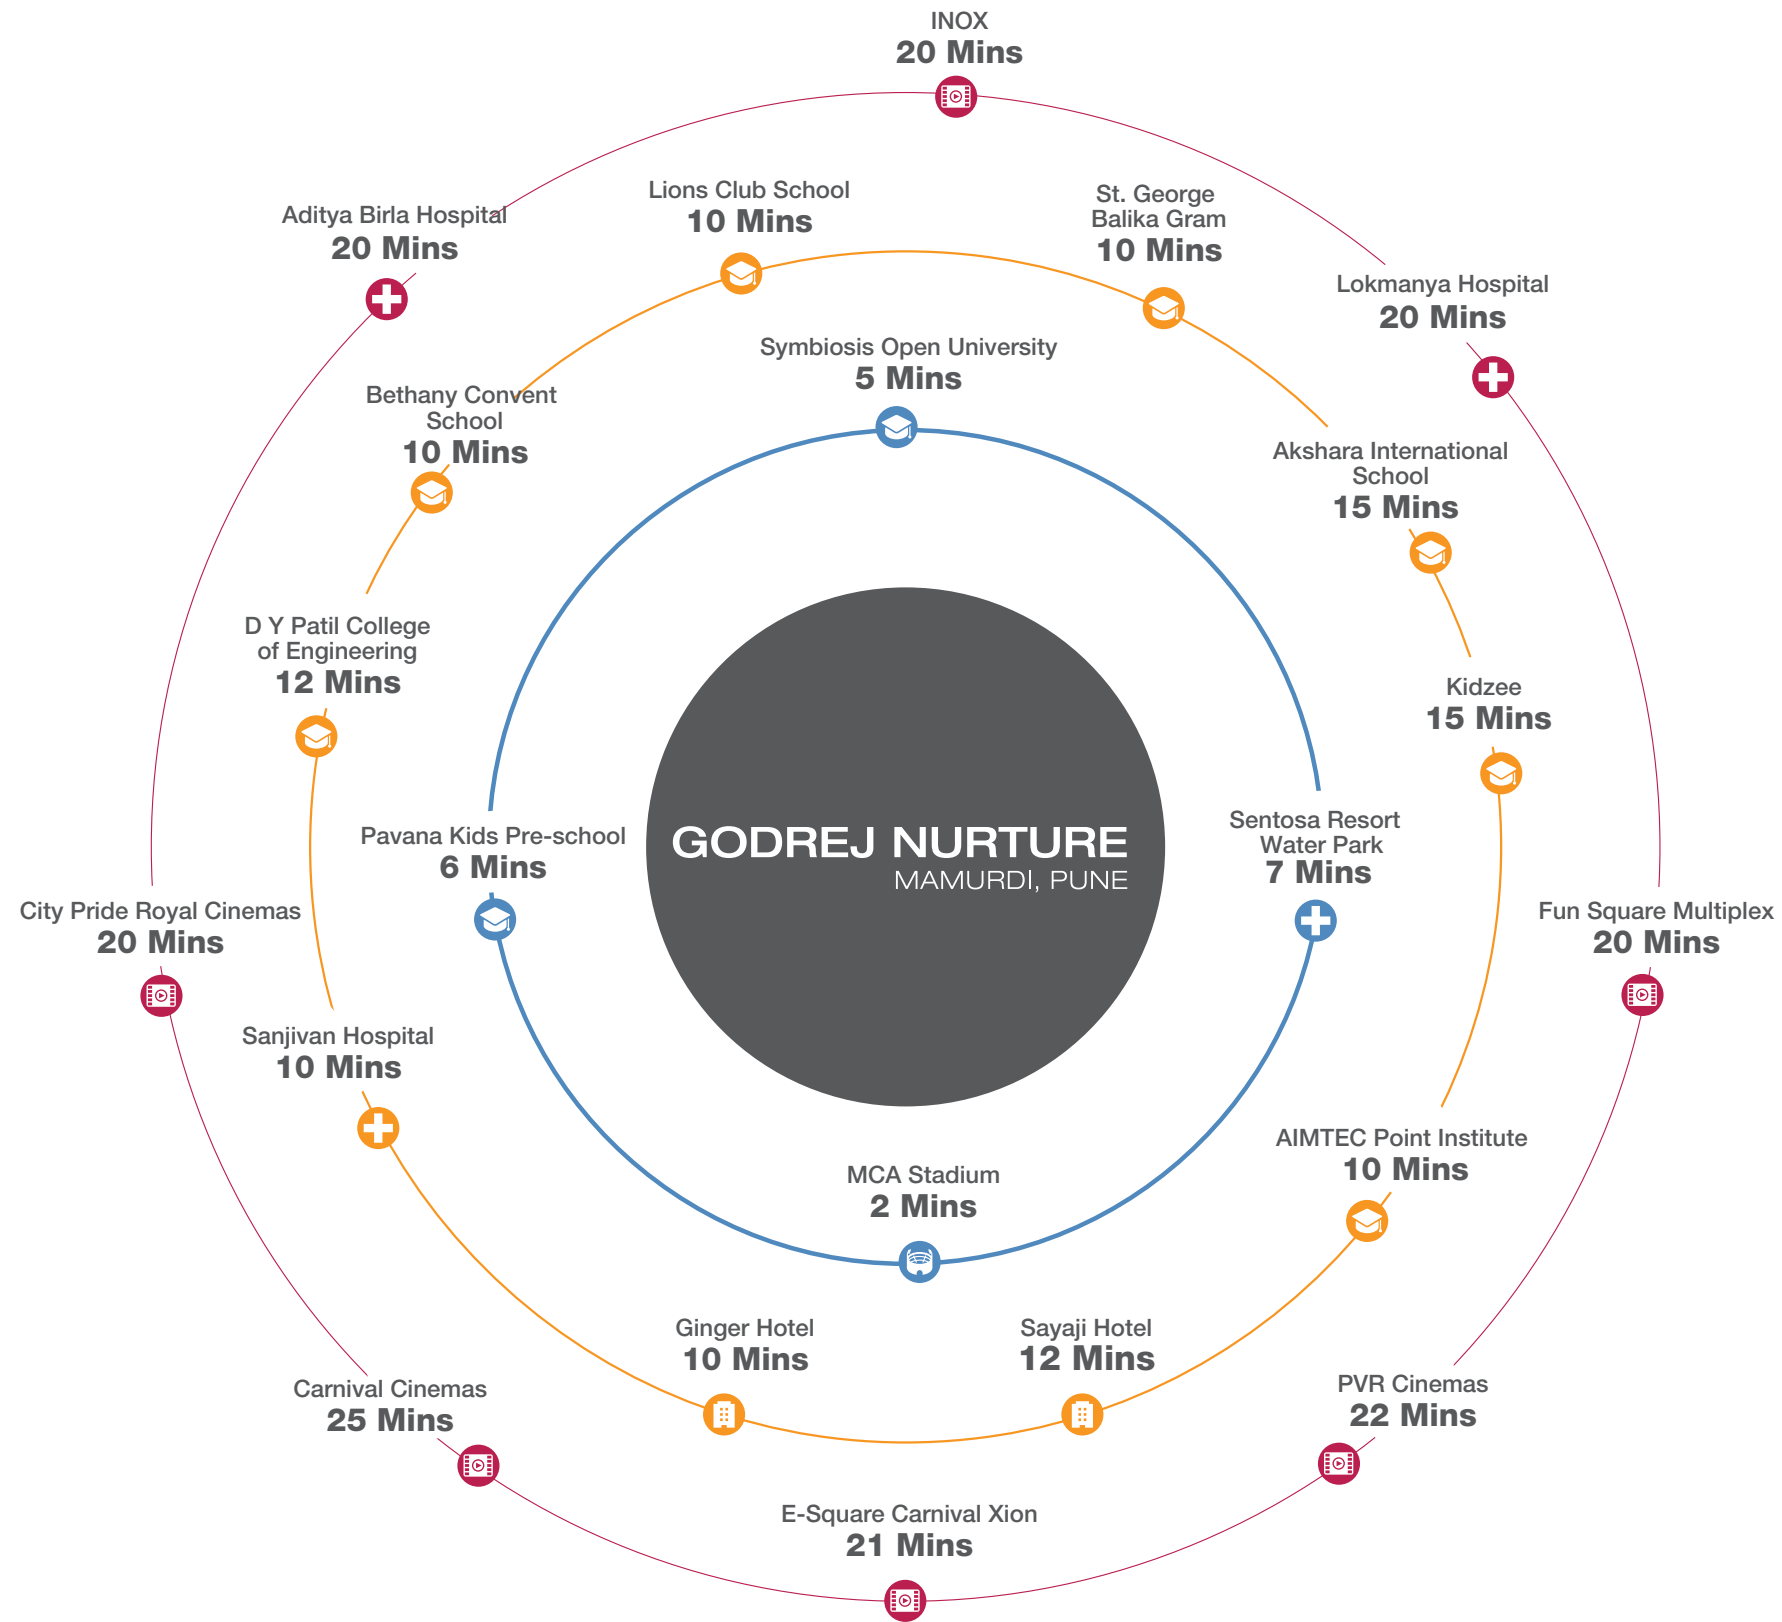 INOX
20 Mins
Lions Club School
10 Mins
St. George
Balika Gram
10 Mins
Aditya Birla Hospital
20 Mins
Lokmanya Hospital
20 Mins
Symbiosis Open University
5 Mins
Bethany Convent
School
10 Mins
Akshara International
School
15 Mins
D Y Patil College
of Engineering
12 Mins
Kidzee
15 Mins
Pavana Kids Pre-school
6 Mins
GODREJ NURTURE
MAMURDI, PUNE
Sentosa Resort
Water Park
7 Mins
City Pride Royal Cinemas
20 Mins
Fun Square Multiplex
20 Mins
Sanjivan Hospital
10 Mins
AIMTEC Point Institute
10 Mins
MCA Stadium
2 Mins
Ginger Hotel
10 Mins
Sayaji Hotel
12 Mins
Carnival Cinemas
25 Mins
PVR Cinemas
22 Mins
E-Square Carnival Xion
21 Mins